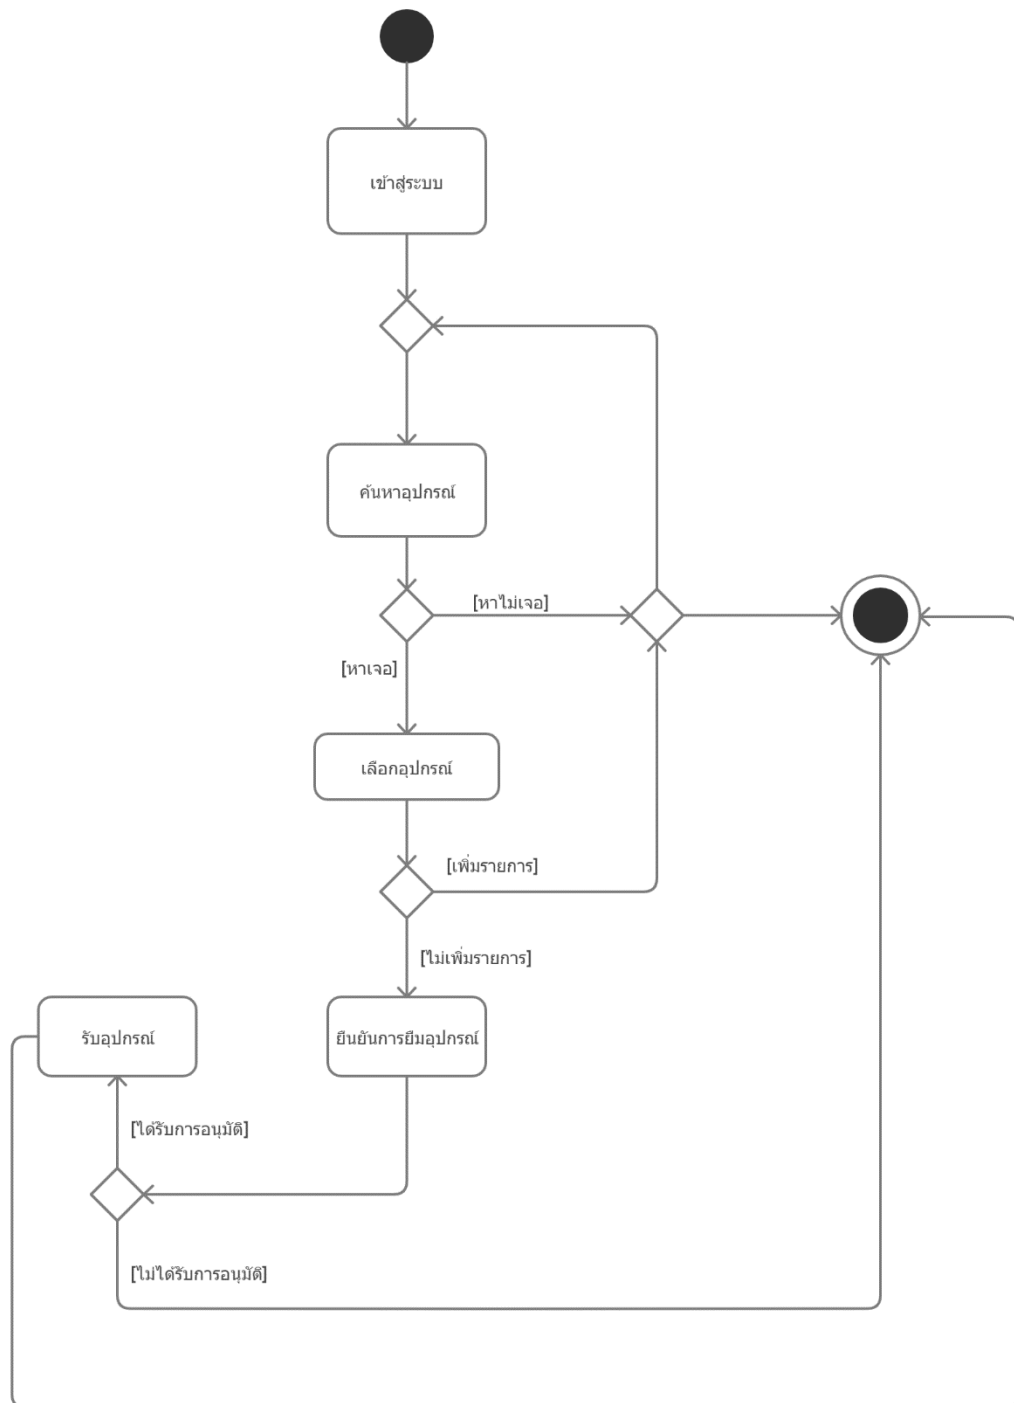 เข้าสู่ระบบ
ค้นหาอุปกรณ์
[หาไม่เจอ]
[หาเจอ]
เลือกอุปกรณ์
[เพิ่มรายการ]
[ไม่เพิ่มรายการ]
รับอุปกรณ์
ยืนยันการยืมอุปกรณ์
[ได้รับการอนุมัติ]
[ไม่ได้รับการอนุมัติ]